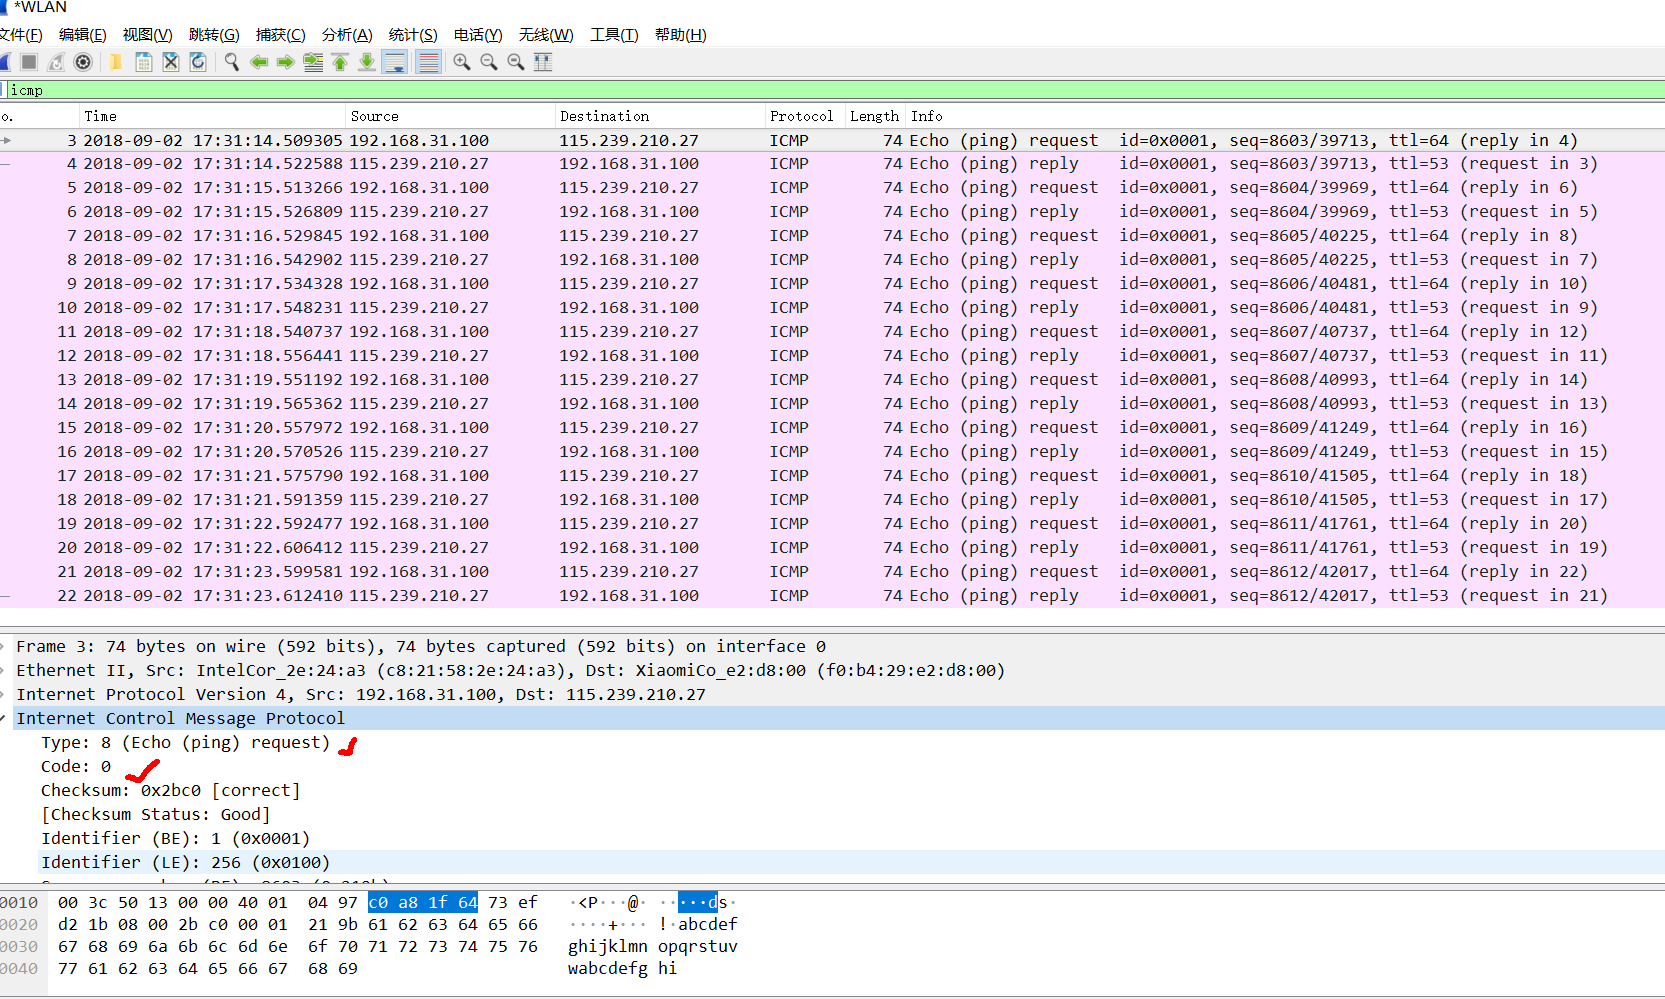 *WLAN
文件(F) 编辑(E) 视图(V) 跳转(G) 捕获(C) 分析(A) 统计(S) 电话(Y) 无线(W) 工具(T) 帮助(H)
icmp
o. Time Source Destination Protocol Length Info
3 2018-09-02 17:31:14.509305 192.168.31.100 115.239.210.27 ICMP 74 Echo (ping) request id=0x0001, seq=8603/39713, ttl=64 (reply in 4)
4 2018-09-02 17:31:14.522588 115.239.210.27 192.168.31.100 ICMP 74 Echo (ping) reply id=0x0001, seq=8603/39713, ttl=53 (request in 3)
5 2018-09-02 17:31:15.513266 192.168.31.100 115.239.210.27 ICMP 74 Echo (ping) request id=0x0001, seq=8604/39969, ttl=64 (reply in 6)
6 2018-09-02 17:31:15.526809 115.239.210.27 192.168.31.100 ICMP 74 Echo (ping) reply id=0x0001, seq=8604/39969, ttl=53 (request in 5)
7 2018-09-02 17:31:16.529845 192.168.31.100 115.239.210.27 ICMP 74 Echo (ping) request id=0x0001, seq=8605/40225, ttl=64 (reply in 8)
8 2018-09-02 17:31:16.542902 115.239.210.27 192.168.31.100 ICMP 74 Echo (ping) reply id=0x0001, seq=8605/40225, ttl=53 (request in 7)
9 2018-09-02 17:31:17.534328 192.168.31.100 115.239.210.27 ICMP 74 Echo (ping) request id=0x0001, seq=8606/40481, ttl=64 (reply in 10)
10 2018-09-02 17:31:17.548231 115.239.210.27 192.168.31.100 ICMP 74 Echo (ping) reply id=0x0001, seq=8606/40481, ttl=53 (request in 9)
11 2018-09-02 17:31:18.540737 192.168.31.100 115.239.210.27 ICMP 74 Echo (ping) request id=0x0001, seq=8607/40737, ttl=64 (reply in 12)
12 2018-09-02 17:31:18.556441 115.239.210.27 192.168.31.100 ICMP 74 Echo (ping) reply id=0x0001, seq=8607/40737, ttl=53 (request in 11)
13 2018-09-02 17:31:19.551192 192.168.31.100 115.239.210.27 ICMP 74 Echo (ping) request id=0x0001, seq=8608/40993, ttl=64 (reply in 14)
14 2018-09-02 17:31:19.565362 115.239.210.27 192.168.31.100 ICMP 74 Echo (ping) reply id=0x0001, seq=8608/40993, ttl=53 (request in 13)
15 2018-09-02 17:31:20.557972 192.168.31.100 115.239.210.27 ICMP 74 Echo (ping) request id=0x0001, seq=8609/41249, ttl=64 (reply in 16)
16 2018-09-02 17:31:20.570526 115.239.210.27 192.168.31.100 ICMP 74 Echo (ping) reply id=0x0001, seq=8609/41249, ttl=53 (request in 15)
17 2018-09-02 17:31:21.575790 192.168.31.100 115.239.210.27 ICMP 74 Echo (ping) request id=0x0001, seq=8610/41505, ttl=64 (reply in 18)
18 2018-09-02 17:31:21.591359 115.239.210.27 192.168.31.100 ICMP 74 Echo (ping) reply id=0x0001, seq=8610/41505, ttl=53 (request in 17)
19 2018-09-02 17:31:22.592477 192.168.31.100 115.239.210.27 ICMP 74 Echo (ping) request id=0x0001, seq=8611/41761, ttl=64 (reply in 20)
20 2018-09-02 17:31:22.606412 115.239.210.27 192.168.31.100 ICMP 74 Echo (ping) reply id=0x0001, seq=8611/41761, ttl=53 (request in 19)
21 2018-09-02 17:31:23.599581 192.168.31.100 115.239.210.27 ICMP 74 Echo (ping) request id=0x0001, seq=8612/42017, ttl=64 (reply in 22)
22 2018-09-02 17:31:23.612410 115.239.210.27 192.168.31.100 ICMP 74 Echo (ping) reply id=0x0001, seq=8612/42017, ttl=53 (request in 21)
Frame 3: 74 bytes on wire (592 bits), 74 bytes captured (592 bits) on interface 0
Ethernet II, Src: IntelCor_2e:24:a3 (c8:21:58:2e:24:a3), Dst: XiaomiCo_e2:d8:00 (f0:b4:29:e2:d8:00)
Internet Protocol Version 4, Src: 192.168.31.100, Dst: 115.239.210.27
Internet Control Message Protocol
Type: 8 (Echo (ping) request)
Code: 0
Checksum: 0x2bc0 [correct]
[Checksum Status: Good]
Identifier (BE): 1 (0x0001)
Identifier (LE): 256 (0x0100)
0010 00 3c 50 13 00 00 40 01 04 97 c0 a8 1f 64 73 ef ·<P···@· ·····ds·
0020 d2 1b 08 00 2b c0 00 01 21 9b 61 62 63 64 65 66 ····+··· !·abcdef
0030 67 68 69 6a 6b 6c 6d 6e 6f 70 71 72 73 74 75 76 ghijklmn opqrstuv
0040 77 61 62 63 64 65 66 67 68 69 wabcdefg hi